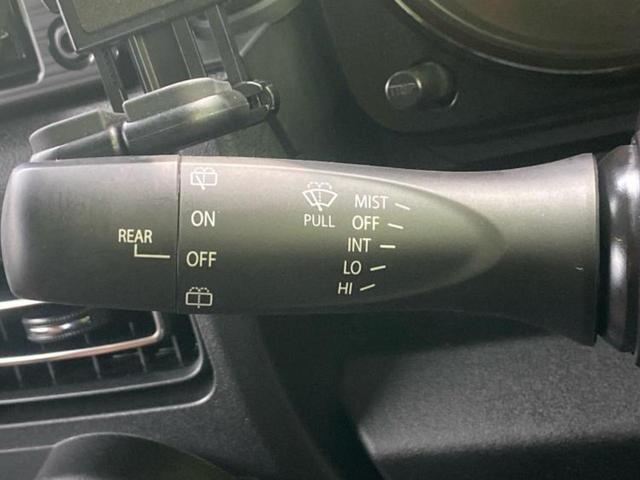 REAR
ON
OFF
PULL
MIST
OFF
INT
LO
HI